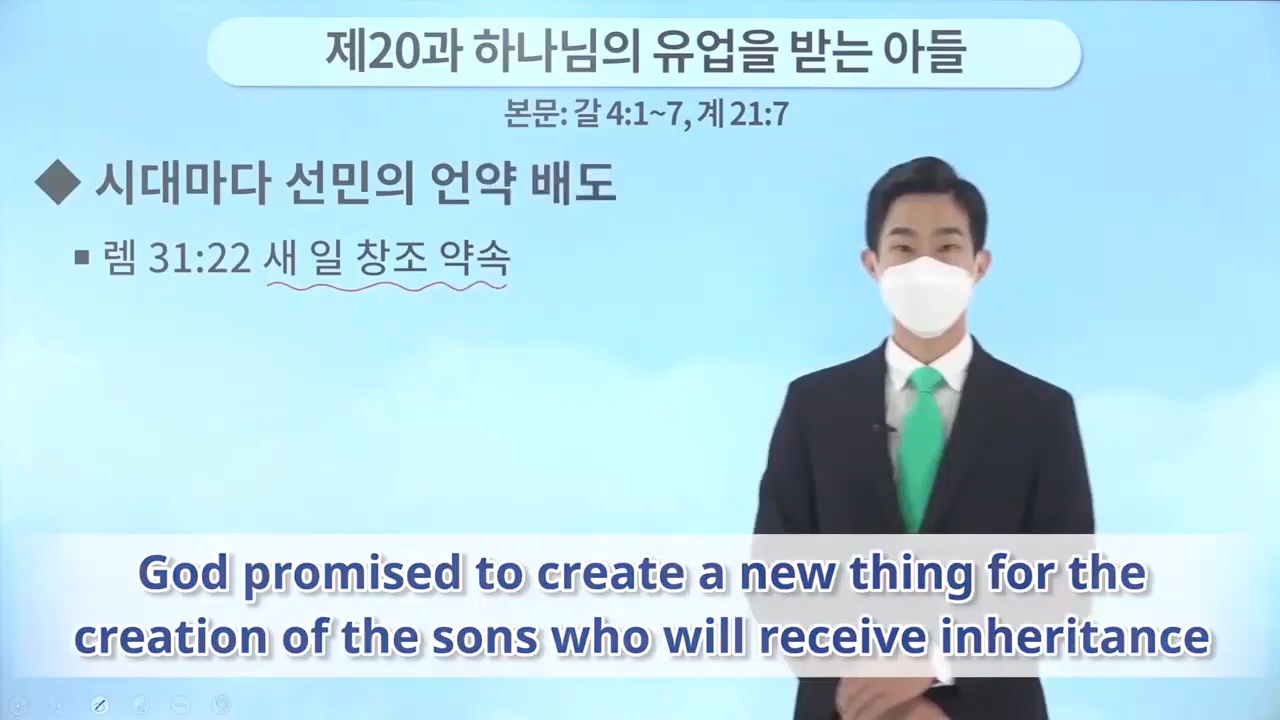 제20과 하나님의 유업을 받는 아들
본문: 갈 4:1~7, 계 21:7
◆ 시대마다 선민의 언약 배도
▪ 렘 31:22 새 일 창조 약속
God promised to create a new thing for the
creation of the sons who will receive inheritance